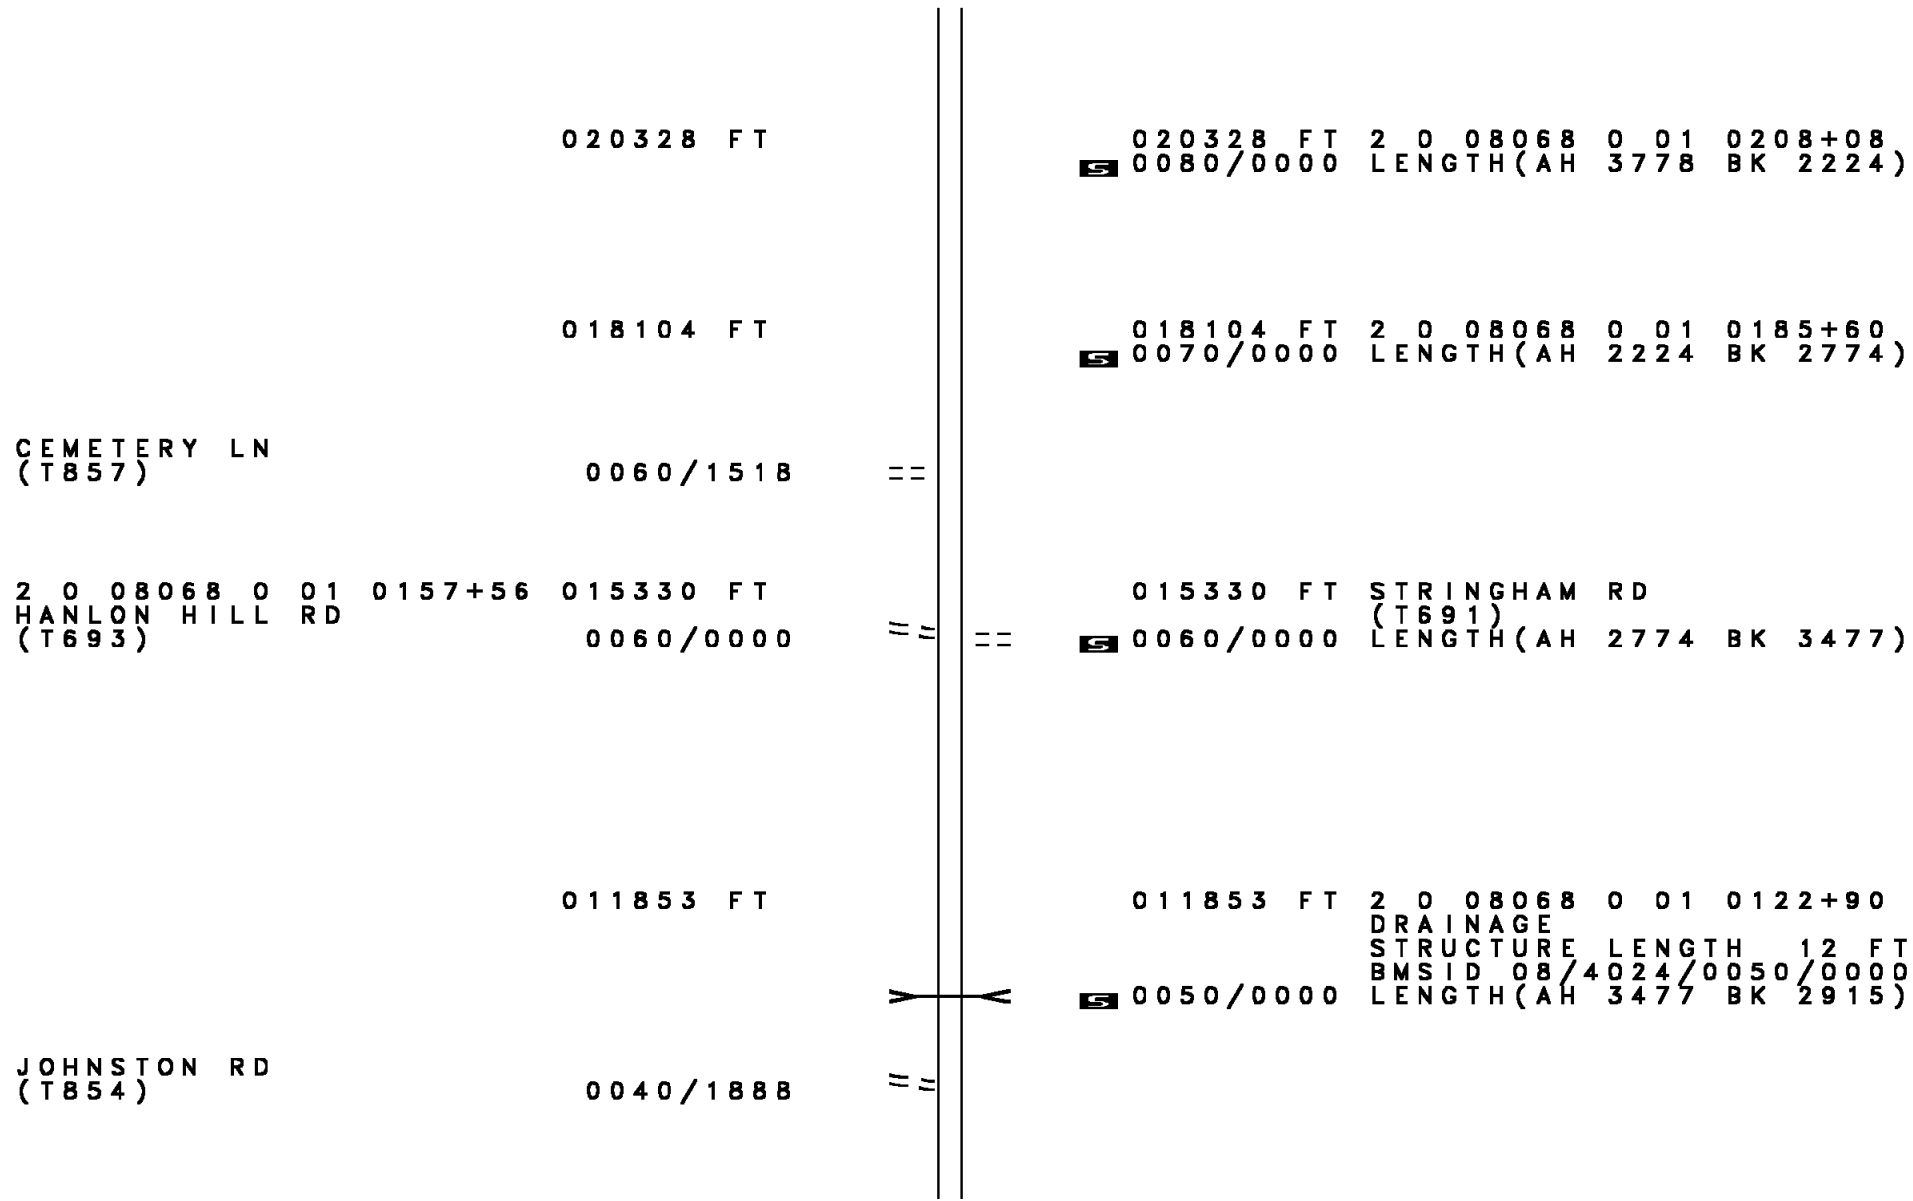 020328 FT 020328 FT 2 0 08068 0 01 0208+08
S 0080/0000 LENGTH(AH 3778 BK 2224)
018104 FT 018104 FT 2 0 08068 0 01 0185+60
S 0070/0000 LENGTH(AH 2224 BK 2774)
CEMETERY LN
(T857) 0060/1518
2 0 08068 0 01 0157+56 015330 FT 015330 FT STRINGHAM RD
HANLON HILL RD (T691)
(T693) 0060/0000 S 0060/0000 LENGTH(AH 2774 BK 3477)
011853 FT 011853 FT 2 0 08068 0 01 0122+90
DRAINAGE
STRUCTURE LENGTH 12 FT
BMSID 08/4024/0050/0000
S 0050/0000 LENGTH(AH 3477 BK 2915)
JOHNSTON RD
(T854) 0040/1888